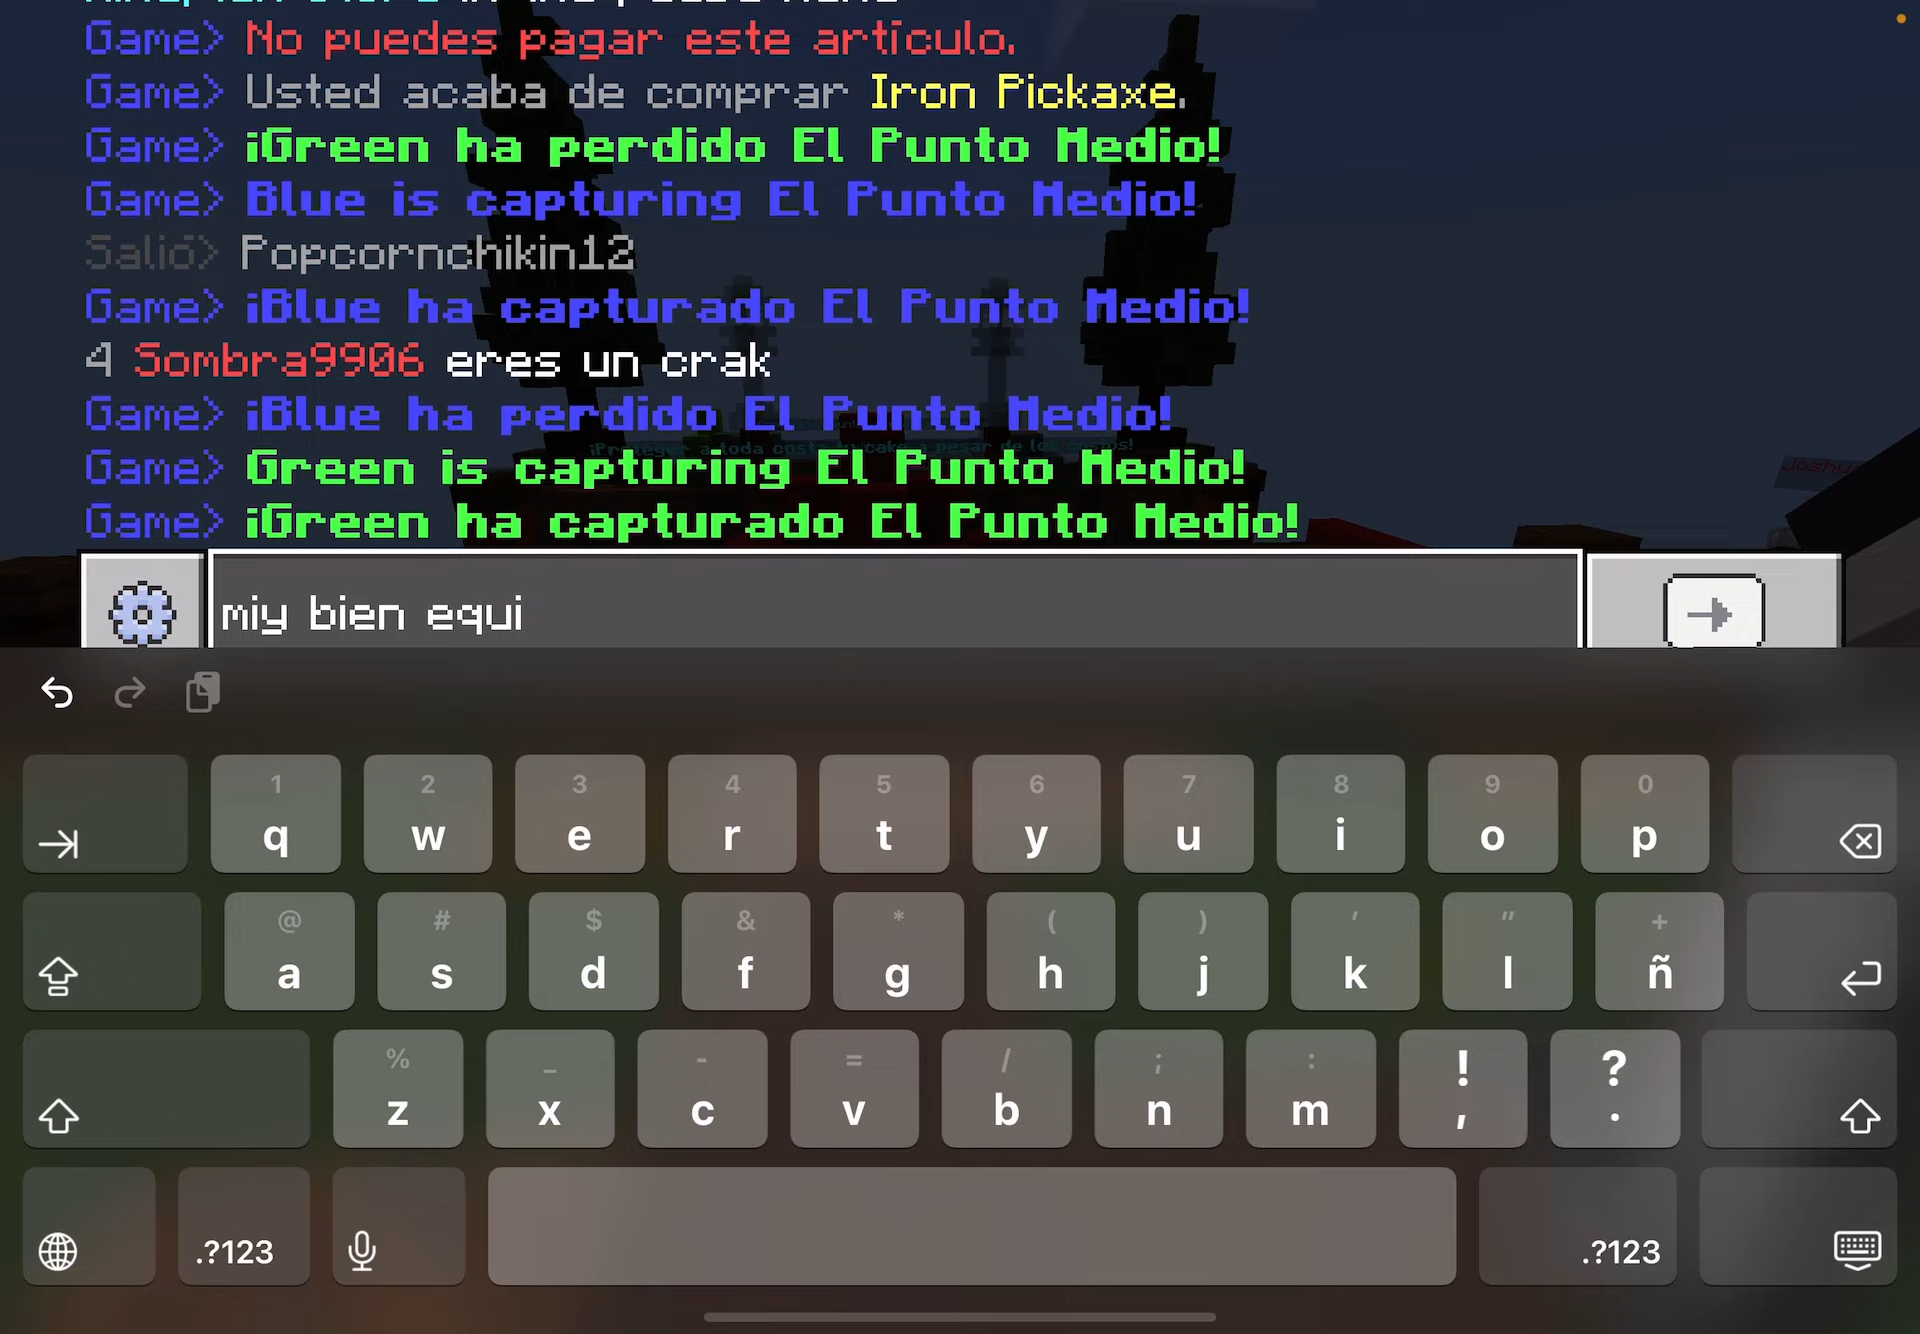 Game> No puedes pagar este artículo.
Game> Usted acaba de comprar Iron Pickaxe.
Game> ¡Green ha perdido El Punto Medio!
Game> Blue is capturing El Punto Medio!
Salió> Popcornchikin12
Game> ¡Blue ha capturado El Punto Medio!
4 Sombra9906 eres un crak
Game> ¡Blue ha perdido El Punto Medio!
Game> Green is capturing El Punto Medio!
Game> ¡Green ha capturado El Punto Medio!
miy bien equi
1 2 3 4 5 6 7 8 9 0
q w e r t y u i o p
@ # $ & * ( ) ' " +
a s d f g h j k l ñ
% _ - = / ; : ! ?
z x c v b n m , .
.?123 .?123